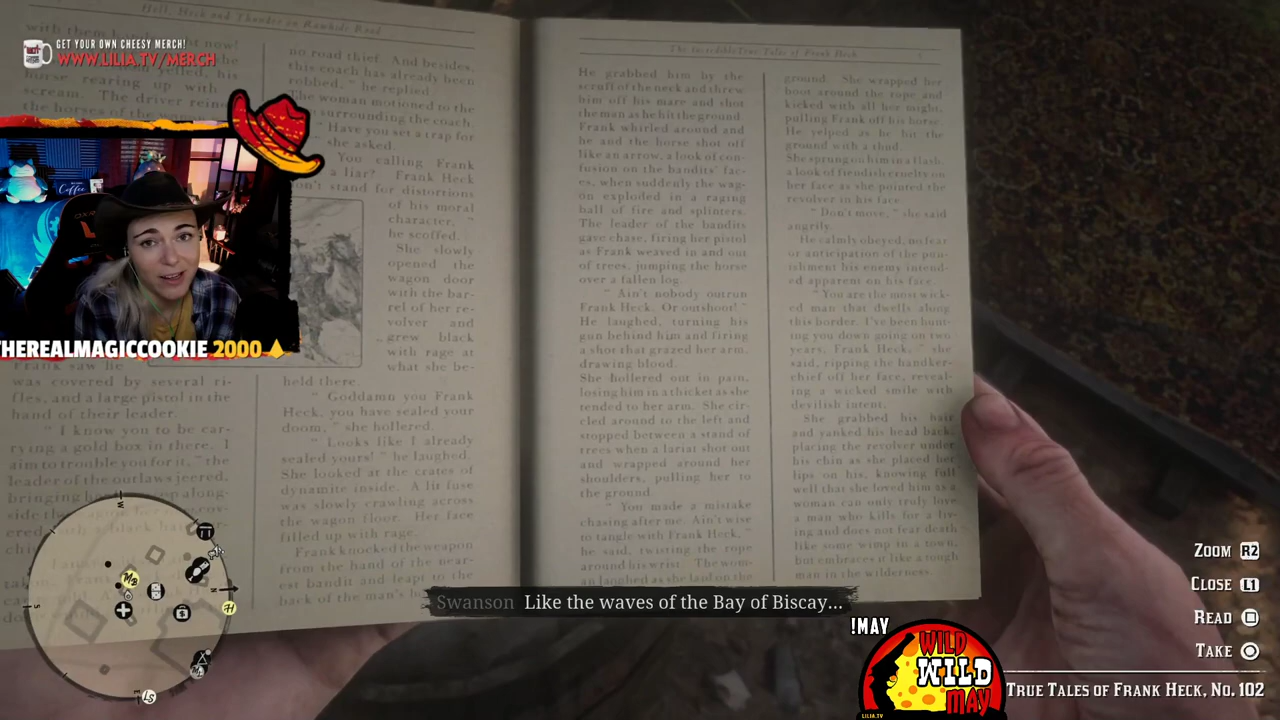 Hell, Heck and Thunder on Rawhide Road
GET YOUR OWN CHEESY MERCH!
WWW.LILIA.TV/MERCH
horse rearing up with
scream. The driver reined
the horses
no road thief. And besides,
this coach has already been
robbed, " he replied.
The woman motioned to the
surrounding the coach.
" Have you set a trap for
she asked.
You calling Frank
a liar? Frank Heck
don't stand for distortions
of his moral
character, "
he scoffed.
She slowly
opened the
wagon door
with the bar-
rel of her re-
volver and
grew black
with rage at
what she be-
held there.
" Goddamn you Frank
Heck, you have sealed your
doom, " she hollered.
" Looks like I already
sealed yours! " he laughed.
She looked at the crates of
dynamite inside. A lit fuse
was slowly crawling across
the wagon floor. Her face
filled up with rage.
Frank knocked the weapon
from the hand of the near-
est bandit and leapt to the
back of the man's
Coffee
THEREALMAGICCOOKIE 2000
Frank saw he
was covered by several ri-
fles, and a large pistol in the
hand of their leader.
" I know you to be car-
rying a gold box in there. I
aim to trouble you for it, " the
leader of the outlaws jeered,
bringing
side the
The Incredible True Tales of Frank Heck
He grabbed him by the
scruff of the neck and threw
him off his mare and shot
the man as he hit the ground.
Frank whirled around and
he and the horse shot off
like an arrow, a look of con-
fusion on the bandits' fac-
es, when suddenly the wag-
on exploded in a raging
ball of fire and splinters.
The leader of the bandits
gave chase, firing her pistol
as Frank weaved in and out
of trees, jumping the horse
over a fallen log.
" Ain't nobody outrun
Frank Heck. Or outshoot! "
He laughed, turning his
gun behind him and firing
a shot that grazed her arm,
drawing blood.
She hollered out in pain,
losing him in a thicket as she
tended to her arm. She cir-
cled around to the left and
stopped between a stand of
trees when a lariat shot out
and wrapped around her
shoulders, pulling her to
the ground.
" You made a mistake
chasing after me. Ain't wise
to tangle with Frank Heck, "
he said, twisting the rope
around his wrist. The wom-
an laughed as she laid on the
ground. She wrapped her
boot around the rope and
kicked with all her might,
pulling Frank off his horse.
He yelped as he hit the
ground with a thud.
She sprung on him in a flash,
a look of fiendish cruelty on
her face as she pointed the
revolver in his face.
" Don't move, " she said
angrily.
He calmly obeyed, no fear
or anticipation of the pun-
ishment his enemy intend-
ed apparent on his face.
" You are the most wick-
ed man that dwells along
this border. I've been hunt-
ing you down going on two
years, Frank Heck, " she
said, ripping the handker-
chief off her face, reveal-
ing a wicked smile with
devilish intent.
She grabbed his hair
and yanked his head back,
placing the revolver under
his chin as she placed her
lips on his, knowing full
well that she loved him as a
woman can only truly love
a man who kills for a liv-
ing and does not fear death
like some wimp in a town,
but embraces it like a tough
man in the wilderness.
Swanson Like the waves of the Bay of Biscay...
!MAY
WILD
WILD
MAY
LILIA.TV
ZOOM R2
CLOSE L1
READ
TAKE
TRUE TALES OF FRANK HECK, NO. 102